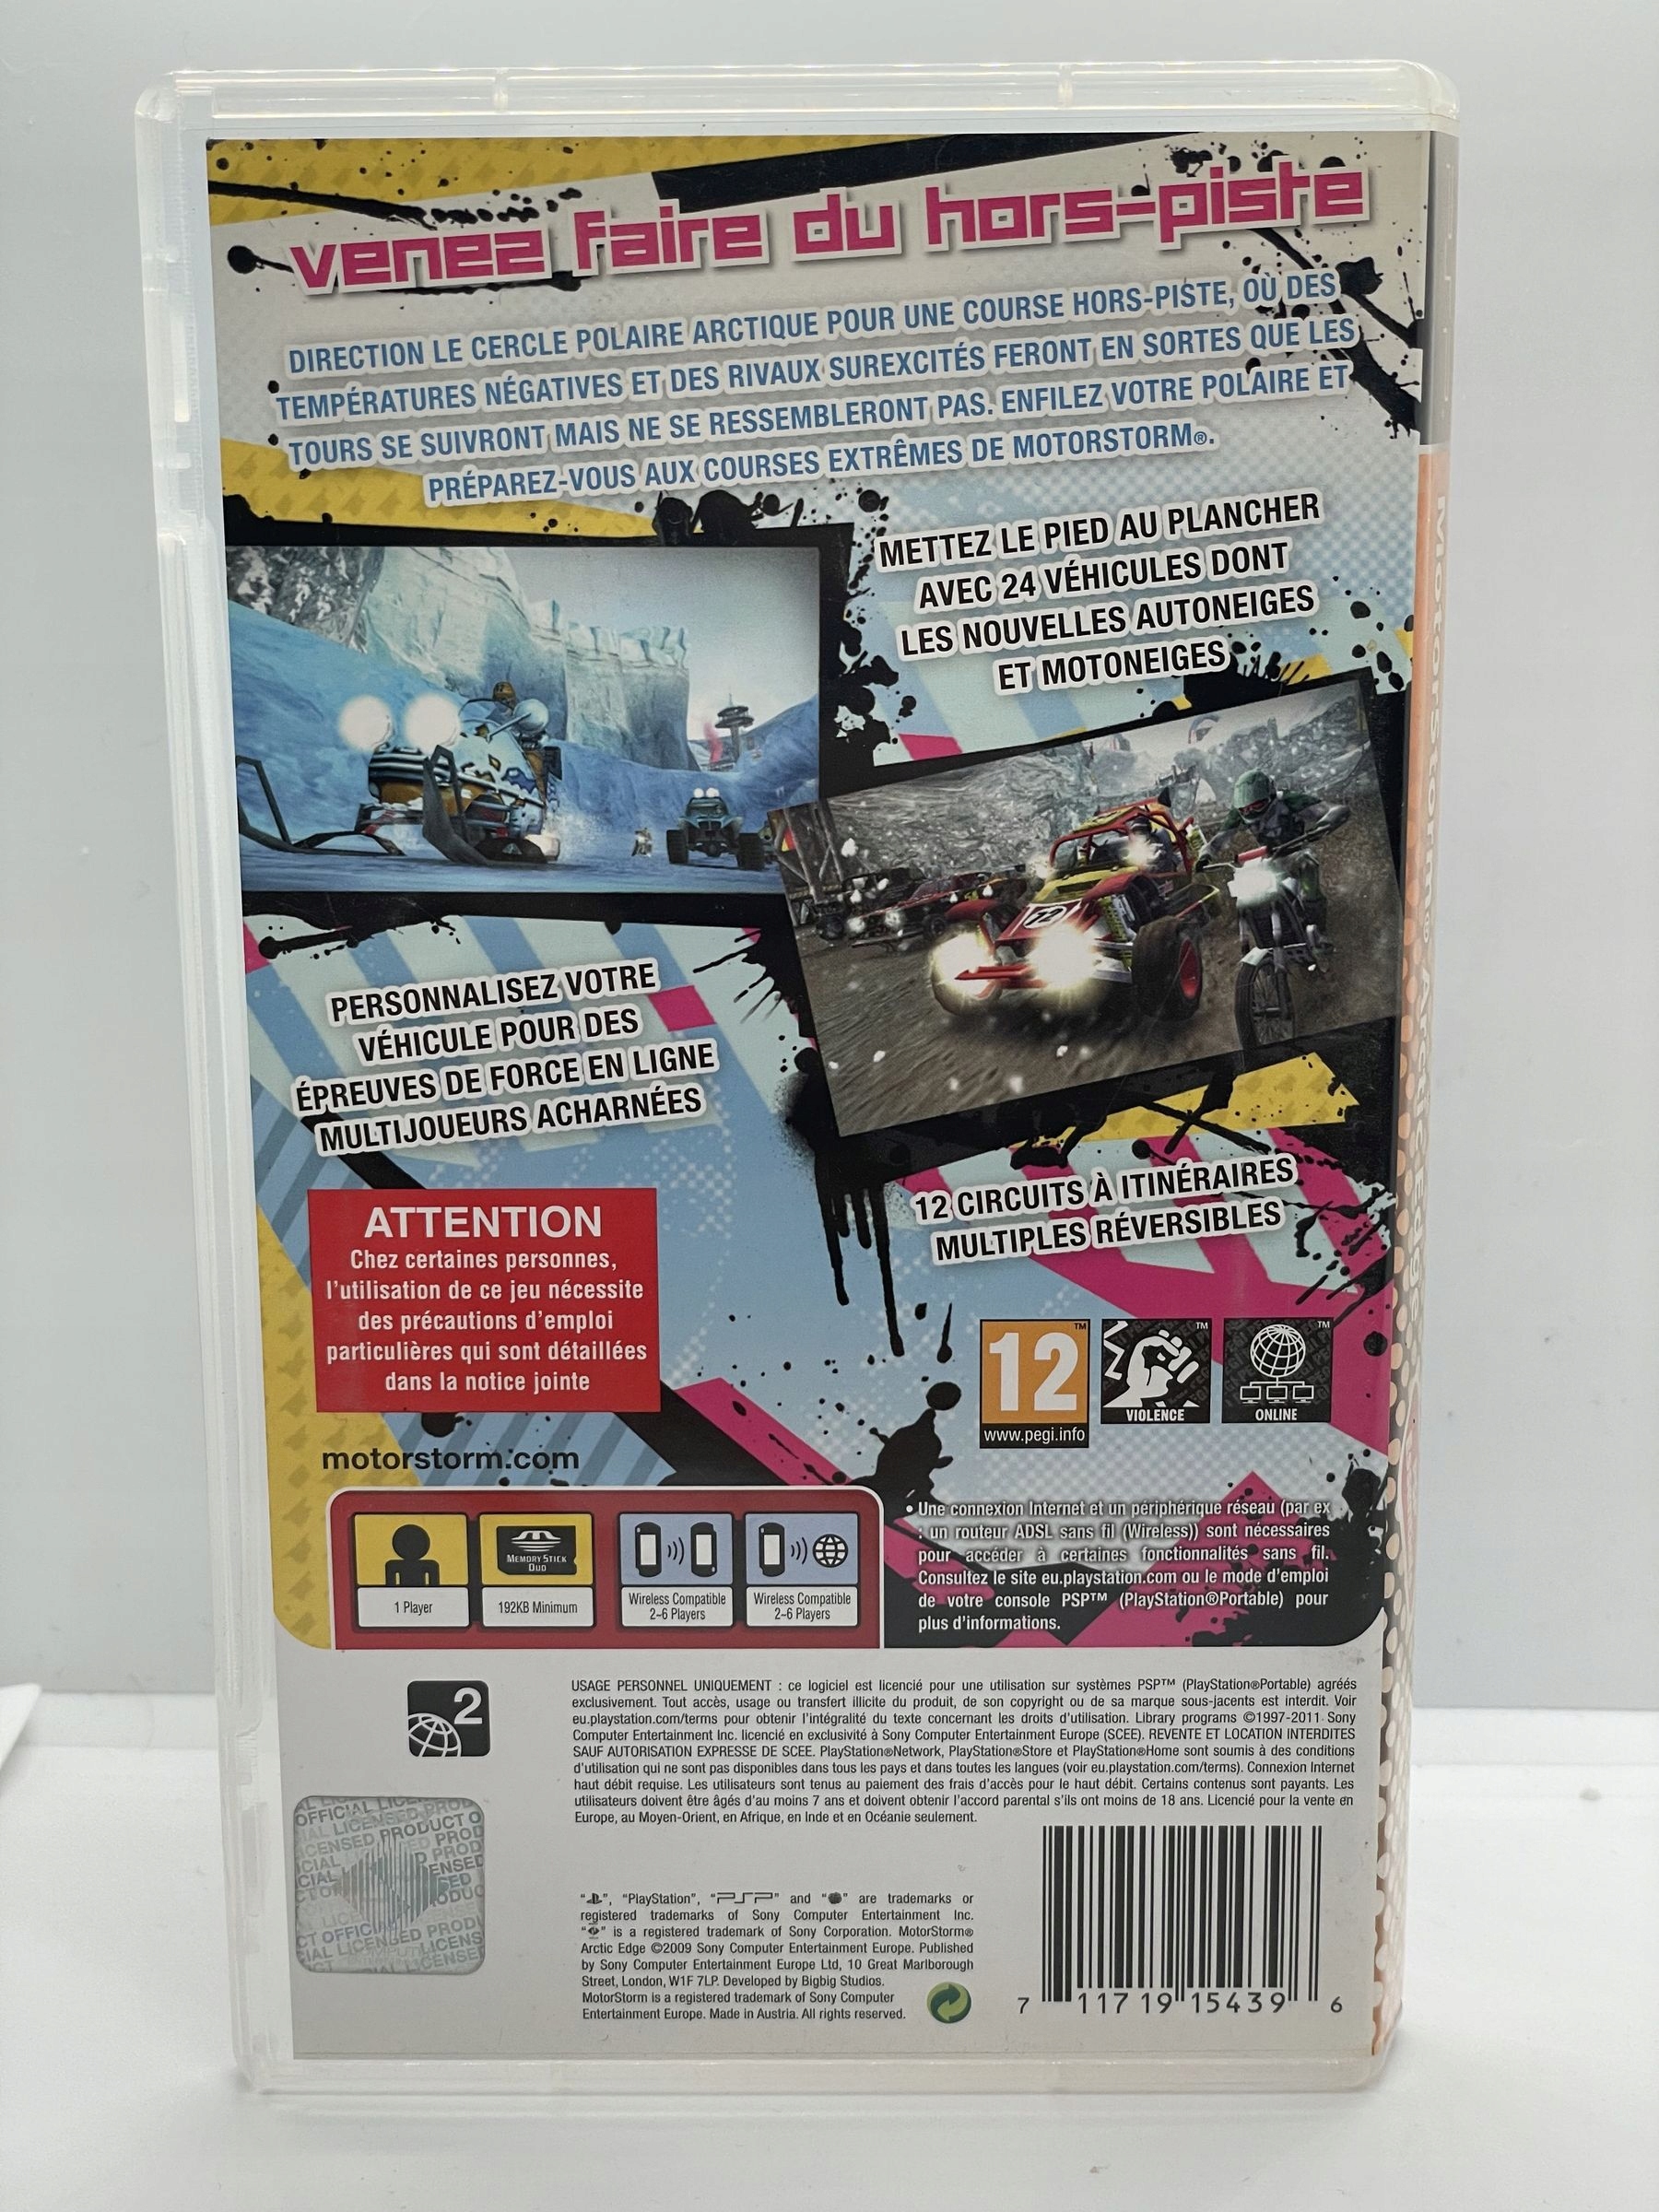 venez faire du hors-piste
DIRECTION LE CERCLE POLAIRE ARCTIQUE POUR UNE COURSE HORS-PISTE, OÙ DES
TEMPÉRATURES NÉGATIVES ET DES RIVAUX SUREXCITÉS FERONT EN SORTES QUE LES
TOURS SE SUIVRONT MAIS NE SE RESSEMBLERONT PAS. ENFILEZ VOTRE POLAIRE ET
PRÉPAREZ-VOUS AUX COURSES EXTRÊMES DE MOTORSTORM®.
METTEZ LE PIED AU PLANCHER
AVEC 24 VÉHICULES DONT
LES NOUVELLES AUTONEIGES
ET MOTONEIGES
MotorStorm® Arctic Edge
72
PERSONNALISEZ VOTRE
VÉHICULE POUR DES
ÉPREUVES DE FORCE EN LIGNE
MULTIJOUEURS ACHARNÉES
12 CIRCUITS À ITINÉRAIRES
MULTIPLES RÉVERSIBLES
ATTENTION
Chez certaines personnes,
l'utilisation de ce jeu nécessite
des précautions d'emploi
particulières qui sont détaillées
dans la notice jointe
12™
www.pegi.info
™
VIOLENCE
™
ONLINE
motorstorm.com
1 Player
MEMORY STICK
DUO
192KB Minimum
Wireless Compatible
2-6 Players
Wireless Compatible
2-6 Players
• Une connexion Internet et un périphérique réseau (par ex
: un routeur ADSL sans fil (Wireless)) sont nécessaires
pour accéder à certaines fonctionnalités sans fil.
Consultez le site eu.playstation.com ou le mode d'emploi
de votre console PSP™ (PlayStation®Portable) pour
plus d'informations.
2
USAGE PERSONNEL UNIQUEMENT : ce logiciel est licencié pour une utilisation sur systèmes PSP™ (PlayStation®Portable) agréés
exclusivement. Tout accès, usage ou transfert illicite du produit, de son copyright ou de sa marque sous-jacents est interdit. Voir
eu.playstation.com/terms pour obtenir l'intégralité du texte concernant les droits d'utilisation. Library programs ©1997-2011 Sony
Computer Entertainment Inc. licencié en exclusivité à Sony Computer Entertainment Europe (SCEE). REVENTE ET LOCATION INTERDITES
SAUF AUTORISATION EXPRESSE DE SCEE. PlayStation®Network, PlayStation®Store et PlayStation®Home sont soumis à des conditions
d'utilisation qui ne sont pas disponibles dans tous les pays et dans toutes les langues (voir eu.playstation.com/terms). Connexion Internet
haut débit requise. Les utilisateurs sont tenus au paiement des frais d'accès pour le haut débit. Certains contenus sont payants. Les
utilisateurs doivent être âgés d'au moins 7 ans et doivent obtenir l'accord parental s'ils ont moins de 18 ans. Licencié pour la vente en
Europe, au Moyen-Orient, en Afrique, en Inde et en Océanie seulement.
OFFICIAL LICENSED PRODUCT
"", "PlayStation", "PSP" and "" are trademarks or
registered trademarks of Sony Computer Entertainment Inc.
"" is a registered trademark of Sony Corporation. MotorStorm®
Arctic Edge ©2009 Sony Computer Entertainment Europe. Published
by Sony Computer Entertainment Europe Ltd, 10 Great Marlborough
Street, London, W1F 7LP. Developed by Bigbig Studios.
MotorStorm is a registered trademark of Sony Computer
Entertainment Europe. Made in Austria. All rights reserved.
7 11719 15439 6